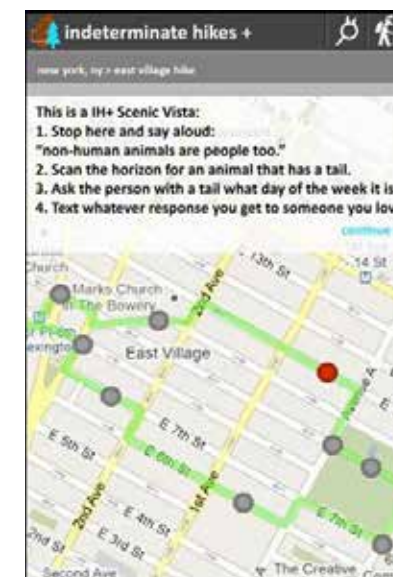 indeterminate hikes +
new york, ny > east village hike
This is a IH+ Scenic Vista:
1. Stop here and say aloud:
"non-human animals are people too."
2. Scan the horizon for an animal that has a tail.
3. Ask the person with a tail what day of the week it is
4. Text whatever response you get to someone you lov
continue
14 St
13th St
Church
Marks Church
In The Bowery
2nd Ave
East Village
Avenue A
E 7th St
E 5th St
E 6th St
1st Ave
2nd Ave
E 4th St
E 7th St
2nd St
E 3rd St
The Creative
Second Ave